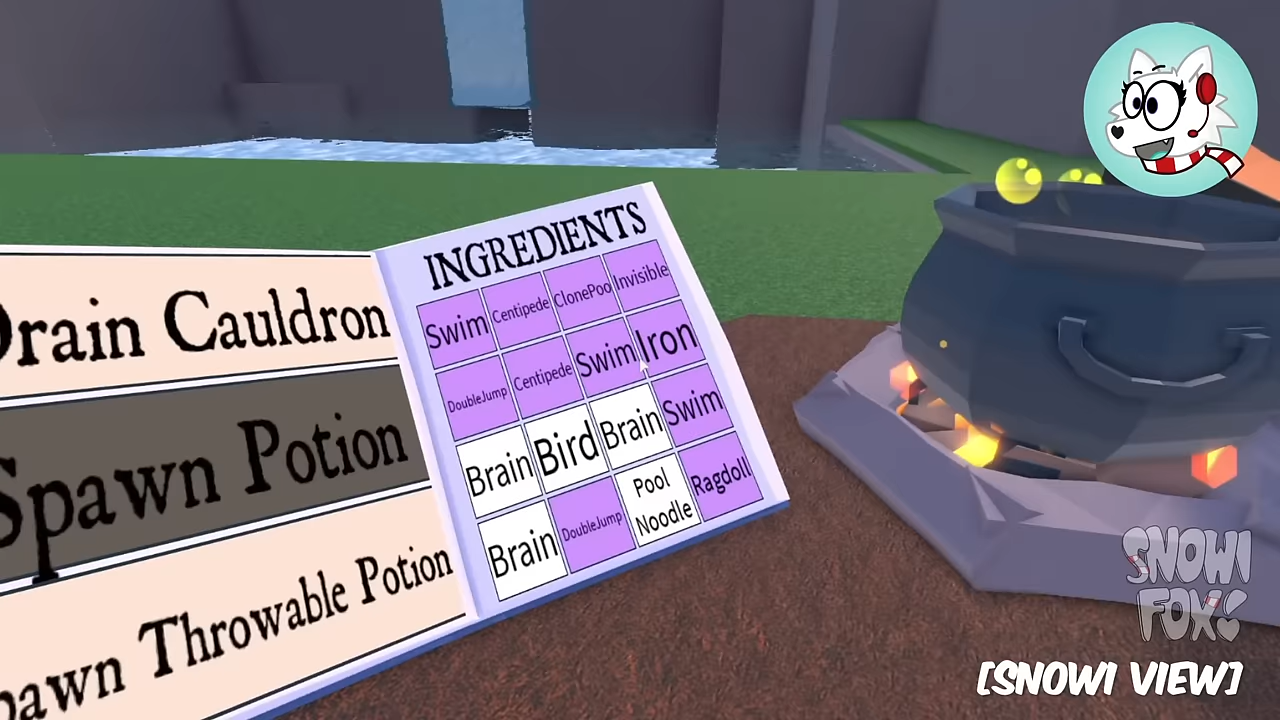 Drain Cauldron
Spawn Potion
Spawn Throwable Potion
INGREDIENTS
Swim Centipede ClonePoo Invisible
DoubleJump Centipede Swim Iron
Brain Bird Brain Swim
Brain DoubleJump Pool Noodle Ragdoll
SNOWI
FOX!
[SNOWI VIEW]